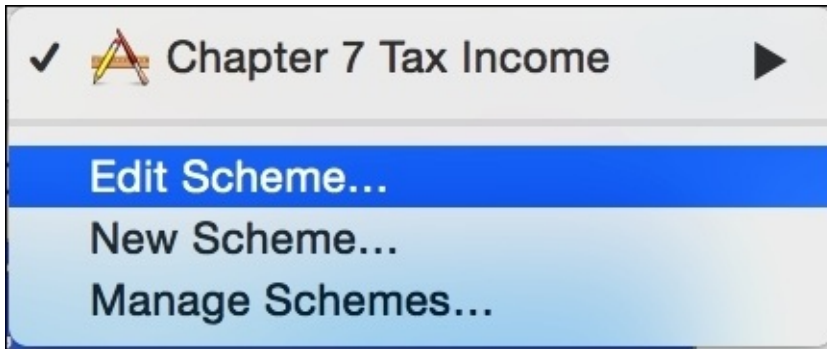 Chapter 7 Tax Income
Edit Scheme...
New Scheme...
Manage Schemes...